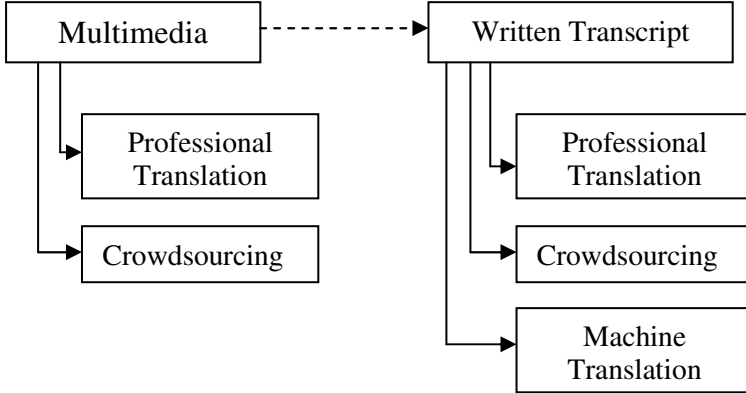 Multimedia
Written Transcript
Professional
Translation
Crowdsourcing
Professional
Translation
Crowdsourcing
Machine
Translation